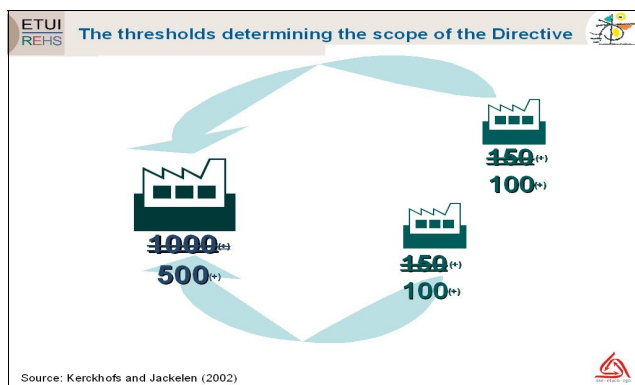 ETUI
REHS
The thresholds determining the scope of the Directive
150(+)
100(+)
1000(+)
500(+)
150(+)
100(+)
Source: Kerckhofs and Jackelen (2002)